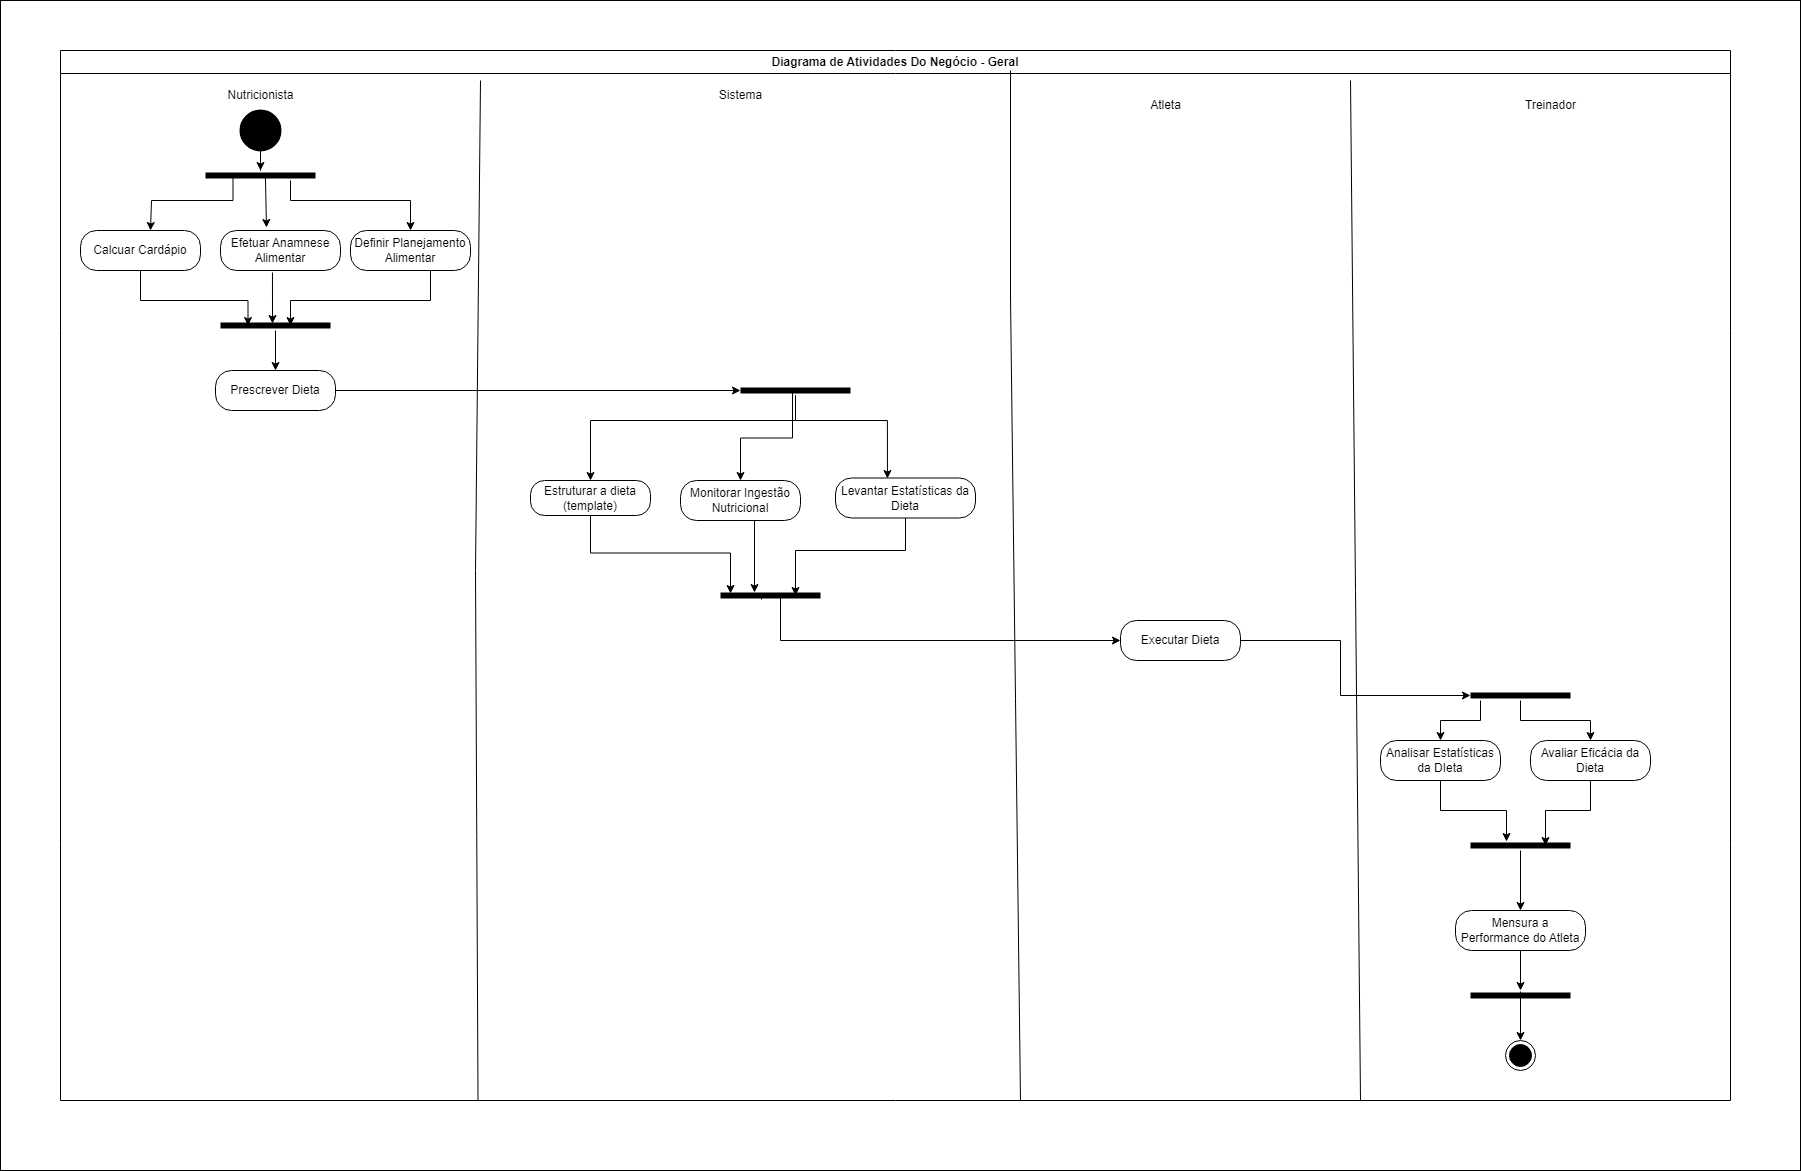 Diagrama de Atividades Do Negócio - Geral
Nutricionista
Sistema
Atleta
Treinador
Calcuar Cardápio
Efetuar Anamnese
Alimentar
Definir Planejamento
Alimentar
Prescrever Dieta
Estruturar a dieta
(template)
Monitorar Ingestão
Nutricional
Levantar Estatísticas da
Dieta
Executar Dieta
Analisar Estatísticas
da DIeta
Avaliar Eficácia da
Dieta
Mensura a
Performance do Atleta